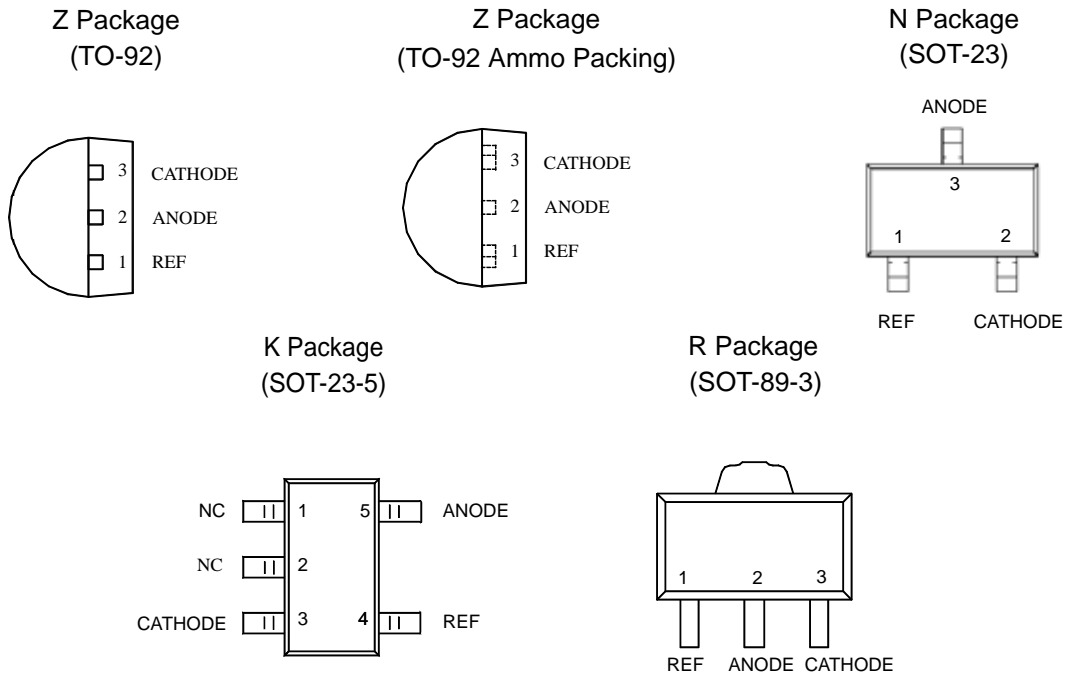 Z Package
(TO-92)
3 CATHODE
2 ANODE
1 REF
Z Package
(TO-92 Ammo Packing)
3 CATHODE
2 ANODE
1 REF
N Package
(SOT-23)
ANODE
3
1 2
REF CATHODE
K Package
(SOT-23-5)
NC 1 5 ANODE
NC 2
CATHODE 3 4 REF
R Package
(SOT-89-3)
1 2 3
REF ANODE CATHODE